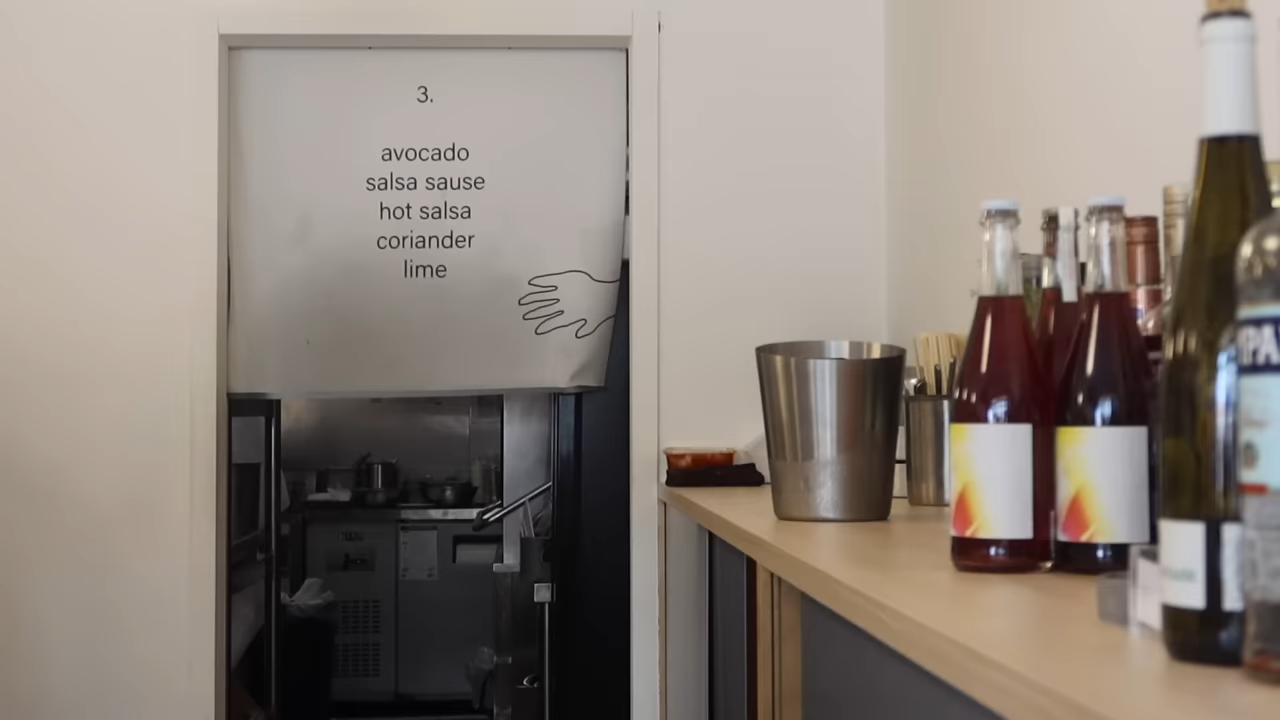 3.
avocado
salsa sause
hot salsa
coriander
lime